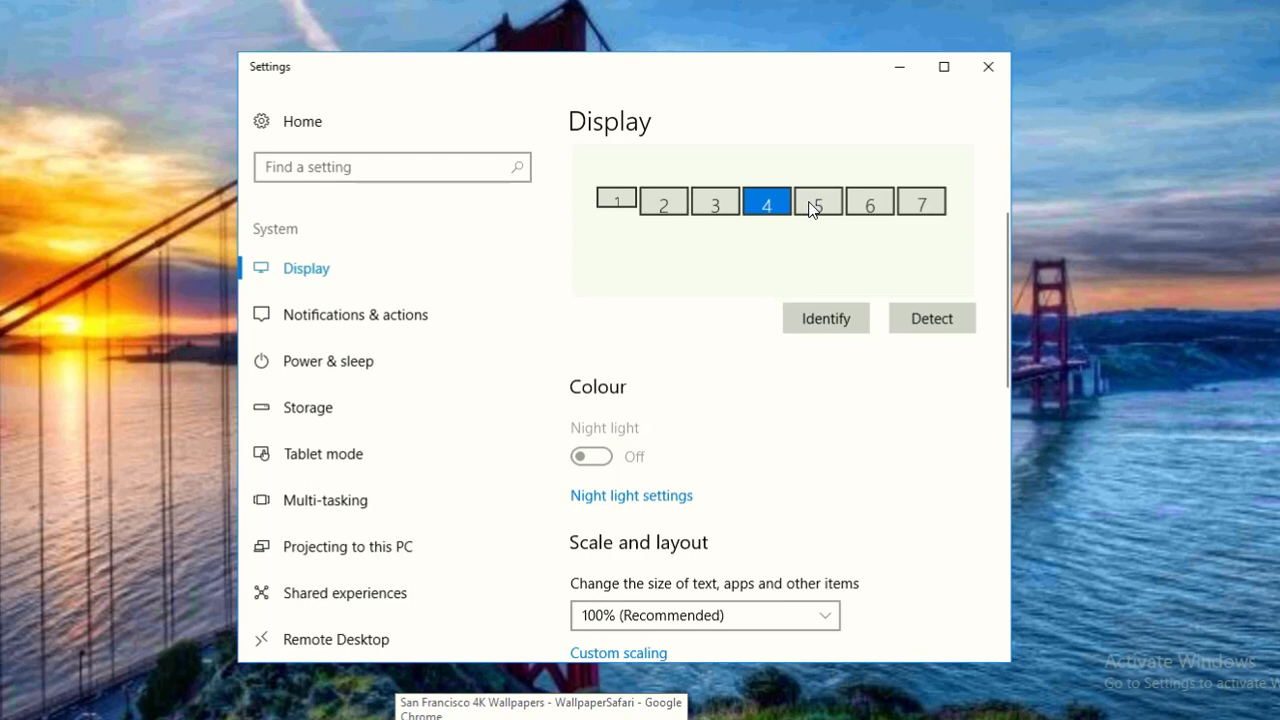 Settings
Home
Find a setting
System
Display
Notifications & actions
Power & sleep
Storage
Tablet mode
Multi-tasking
Projecting to this PC
Shared experiences
Remote Desktop
Display
1 2 3 4 5 6 7
Identify Detect
Colour
Night light
Off
Night light settings
Scale and layout
Change the size of text, apps and other items
100% (Recommended)
Custom scaling
Activate Windows
Go to Settings to activate W
San Francisco 4K Wallpapers - WallpaperSafari - Google
Chrome